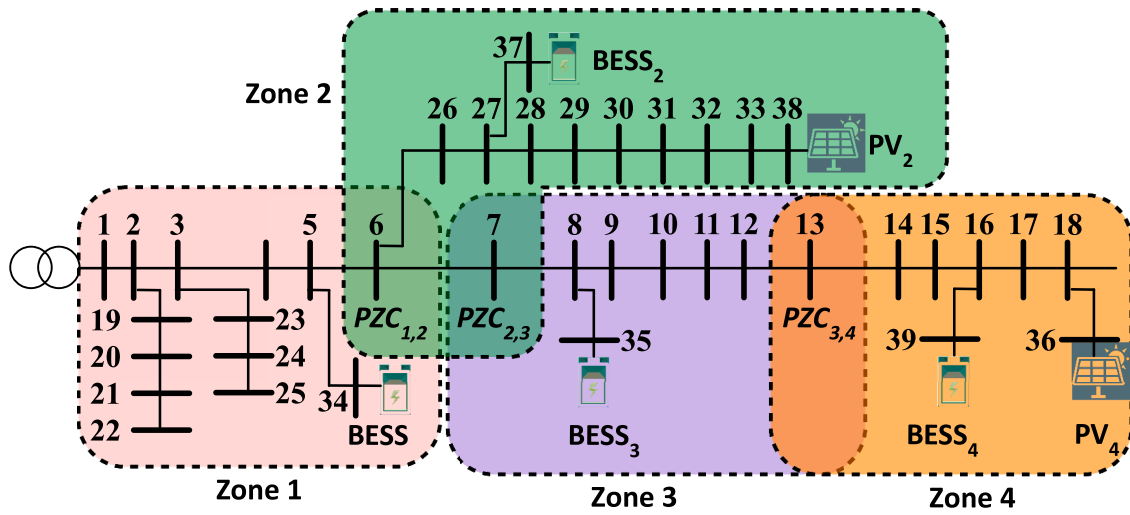 37
BESS₂
Zone 2
26 27 28 29 30 31 32 33 38
PV₂
1 2 3 5 6 7 8 9 10 11 12 13 14 15 16 17 18
PZC₁,₂ PZC₂,₃ PZC₃,₄
19 23 35 39 36
20 24
21 25 34
22
BESS BESS₃ BESS₄ PV₄
Zone 1 Zone 3 Zone 4